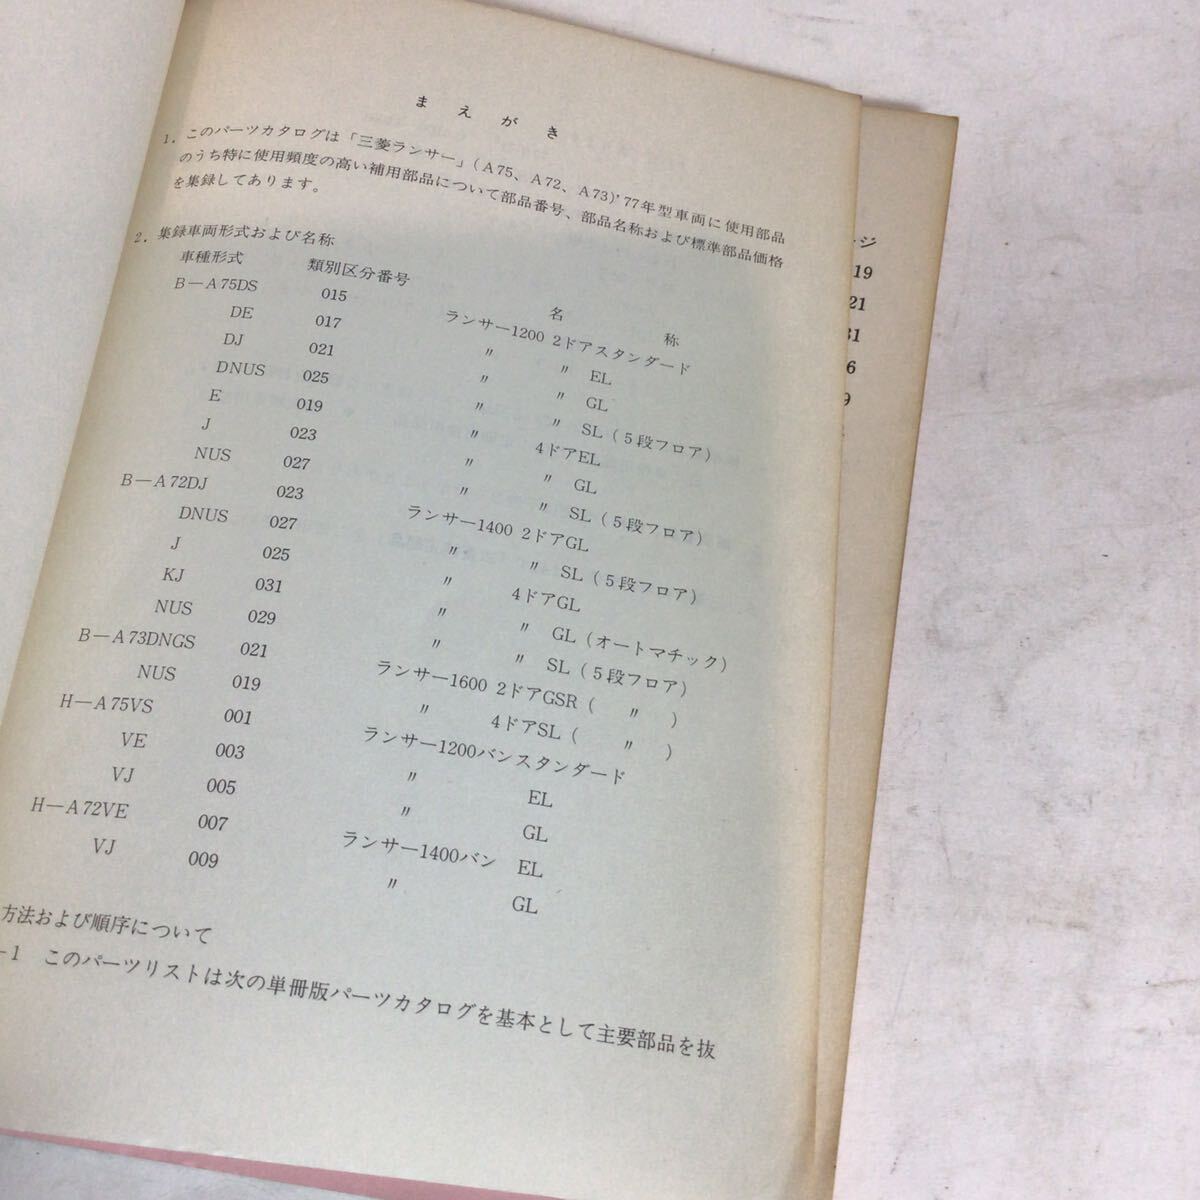 まえがき
1. このパーツカタログは「三菱ランサー」(A75、A72、A73)'77年型車両に使用部品
のうち特に使用頻度の高い補用部品について部品番号、部品名称および標準部品価格
を集録してあります。
2. 集録車両形式および名称
車種形式 類別区分番号 名 称
B—A75DS 015 ランサー1200 2ドアスタンダード
DE 017 〃 〃 EL
DJ 021 〃 〃 GL
DNUS 025 〃 〃 SL(5段フロア)
E 019 〃 4ドアEL
J 023 〃 〃 GL
NUS 027 〃 〃 SL(5段フロア)
B—A72DJ 023 ランサー1400 2ドアGL
DNUS 027 〃 〃 SL(5段フロア)
J 025 〃 4ドアGL
KJ 031 〃 〃 GL(オートマチック)
NUS 029 〃 〃 SL(5段フロア)
B—A73DNGS 021 ランサー1600 2ドアGSR( 〃 )
NUS 019 〃 4ドアSL( 〃 )
H—A75VS 001 ランサー1200バンスタンダード
VE 003 〃 EL
VJ 005 〃 GL
H—A72VE 007 ランサー1400バン EL
VJ 009 〃 GL
方法および順序について
-1 このパーツリストは次の単冊版パーツカタログを基本として主要部品を抜
ージ
19
21
31
6
9